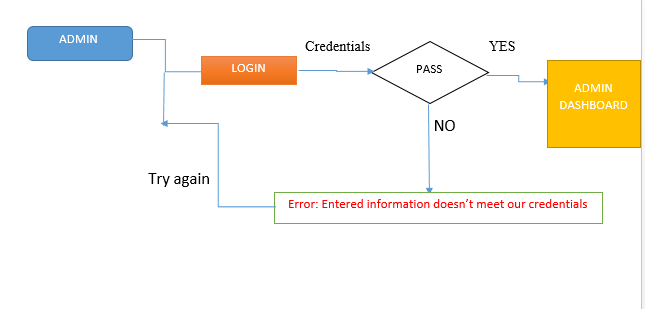 ADMIN
LOGIN
Credentials
PASS
YES
ADMIN
DASHBOARD
NO
Try again
Error: Entered information doesn't meet our credentials